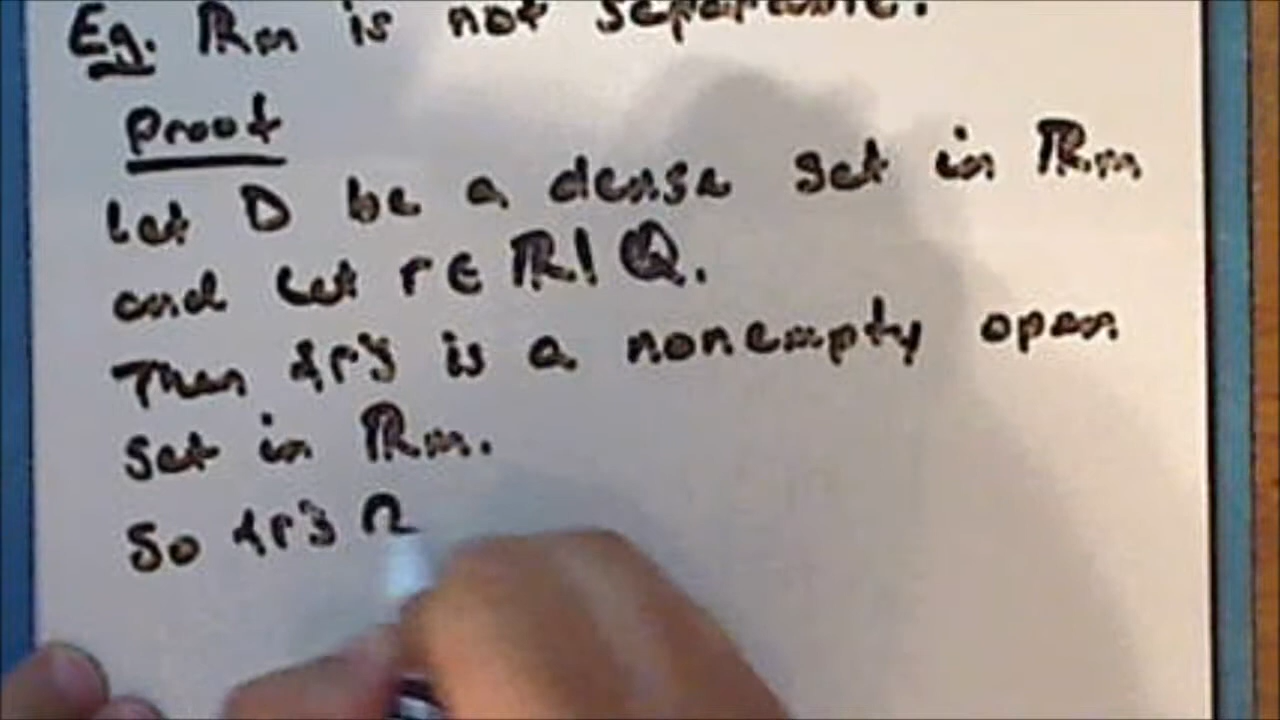 Eg. ℝm is not separable.
Proof
Let D be a dense set in ℝm
and let r∈ℝ\ℚ.
Then {r} is a nonempty open
set in ℝm.
So {r} ∩